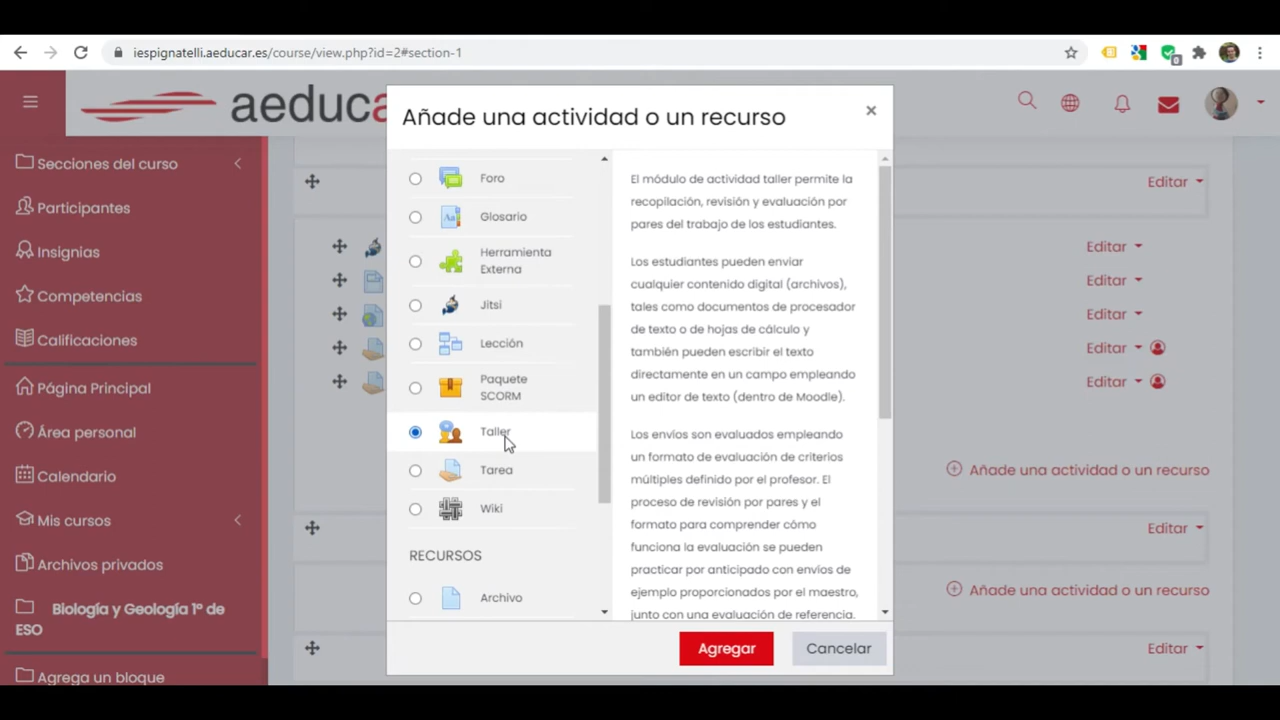 iespignatelli.aeducar.es/course/view.php?id=2#section-1
0
aeduca
Añade una actividad o un recurso
×
Secciones del curso
Participantes
Insignias
Competencias
Calificaciones
Página Principal
Área personal
Calendario
Mis cursos
Archivos privados
Biología y Geología 1º de
ESO
Agrega un bloque
Foro
Aa
Glosario
Herramienta
Externa
Jitsi
Lección
Paquete
SCORM
Taller
Tarea
Wiki
RECURSOS
Archivo
El módulo de actividad taller permite la
recopilación, revisión y evaluación por
pares del trabajo de los estudiantes.
Los estudiantes pueden enviar
cualquier contenido digital (archivos),
tales como documentos de procesador
de texto o de hojas de cálculo y
también pueden escribir el texto
directamente en un campo empleando
un editor de texto (dentro de Moodle).
Los envíos son evaluados empleando
un formato de evaluación de criterios
múltiples definido por el profesor. El
proceso de revisión por pares y el
formato para comprender cómo
funciona la evaluación se pueden
practicar por anticipado con envíos de
ejemplo proporcionados por el maestro,
junto con una evaluación de referencia.
Agregar
Cancelar
Editar
Editar
Editar
Editar
Editar
Editar
Añade una actividad o un recurso
Editar
Añade una actividad o un recurso
Editar